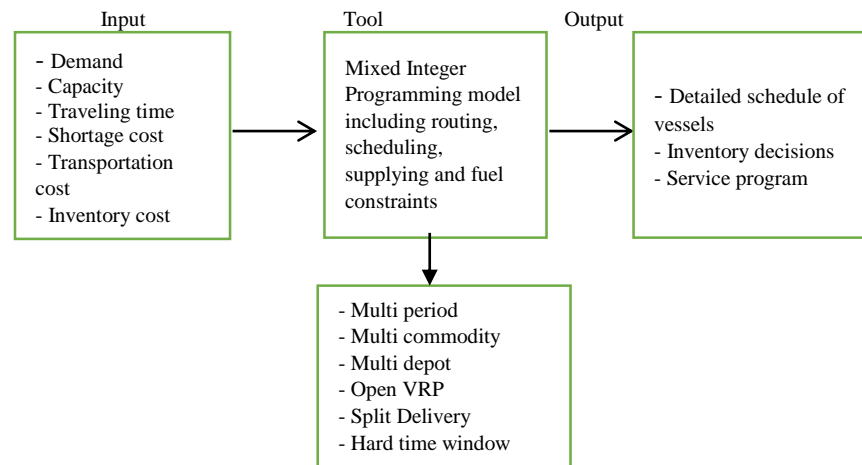 Input
Tool
Output
- Demand
- Capacity
- Traveling time
- Shortage cost
- Transportation
cost
- Inventory cost
Mixed Integer
Programming model
including routing,
scheduling,
supplying and fuel
constraints
- Detailed schedule of
vessels
- Inventory decisions
- Service program
- Multi period
- Multi commodity
- Multi depot
- Open VRP
- Split Delivery
- Hard time window